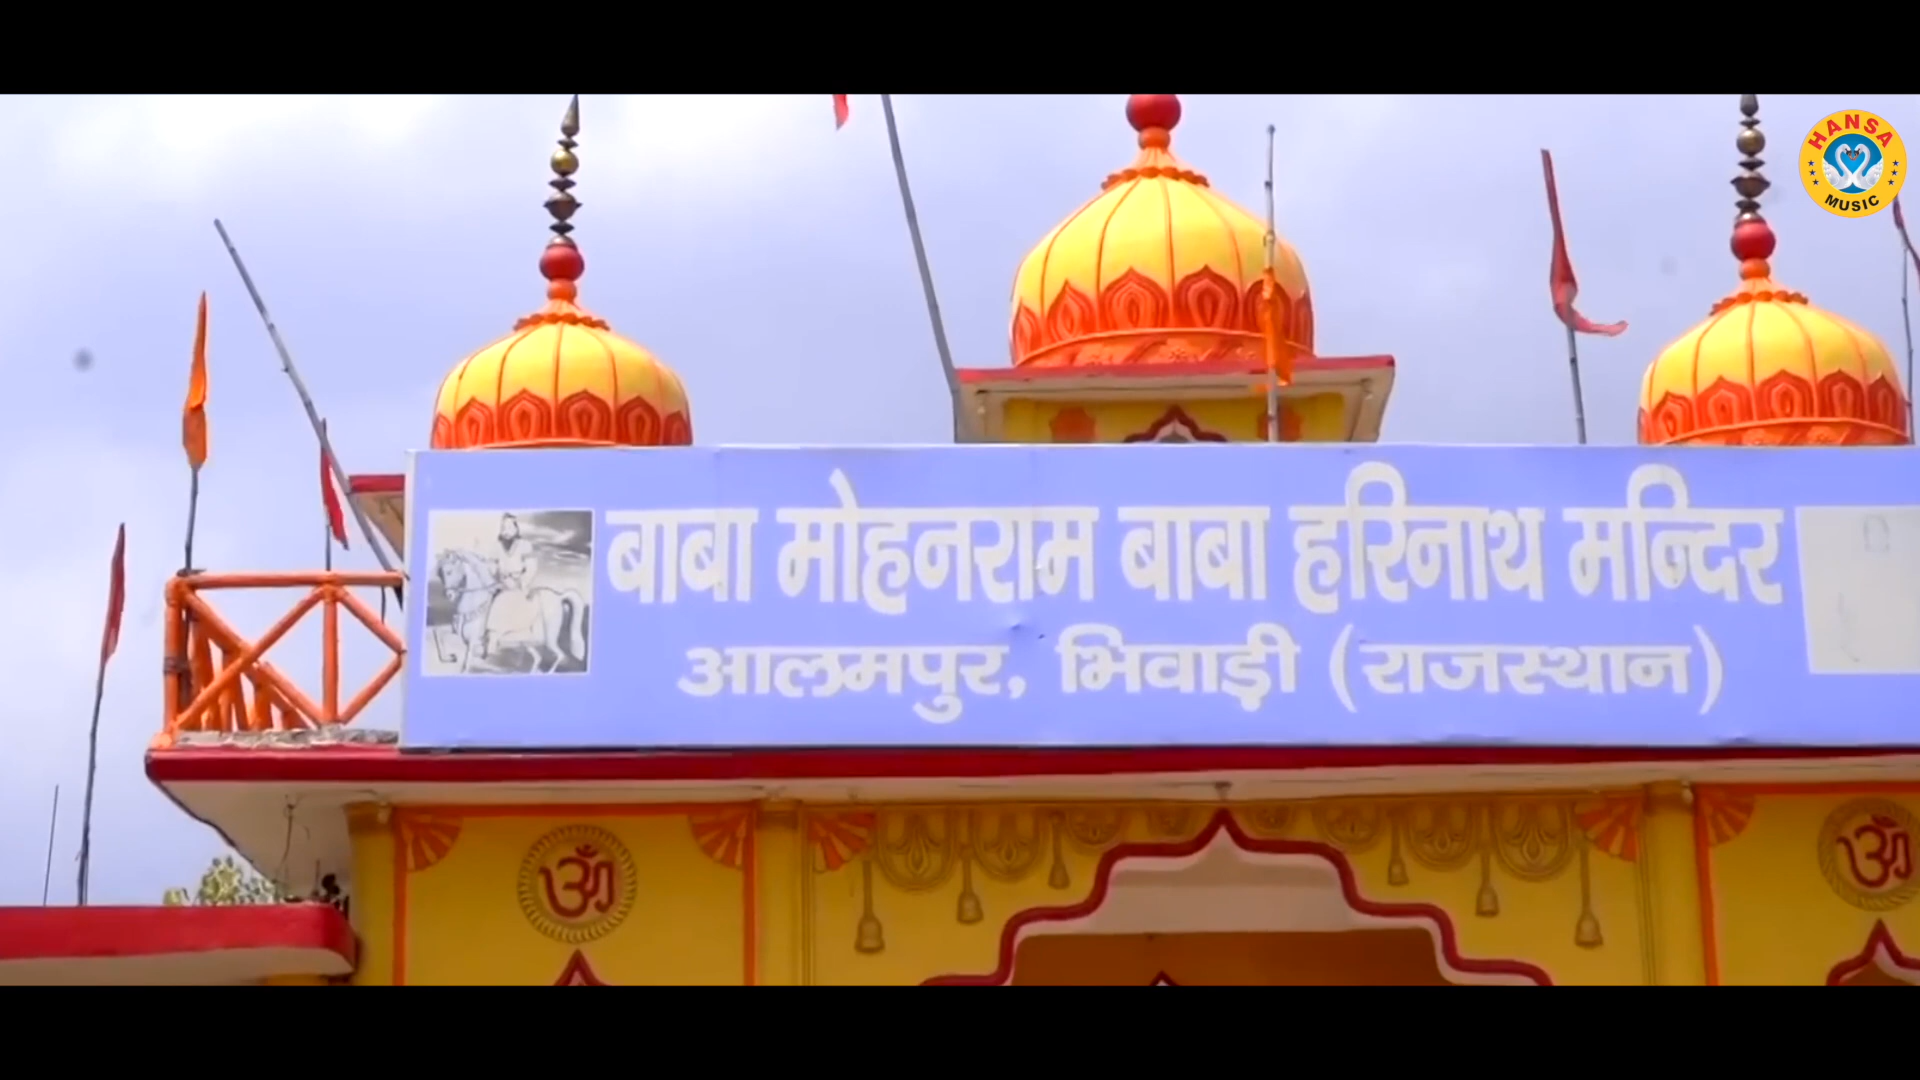 HANSA
MUSIC
बाबा मोहनराम बाबा हरिनाथ मन्दिर
आलमपुर, भिवाड़ी (राजस्थान)
ॐ
ॐ